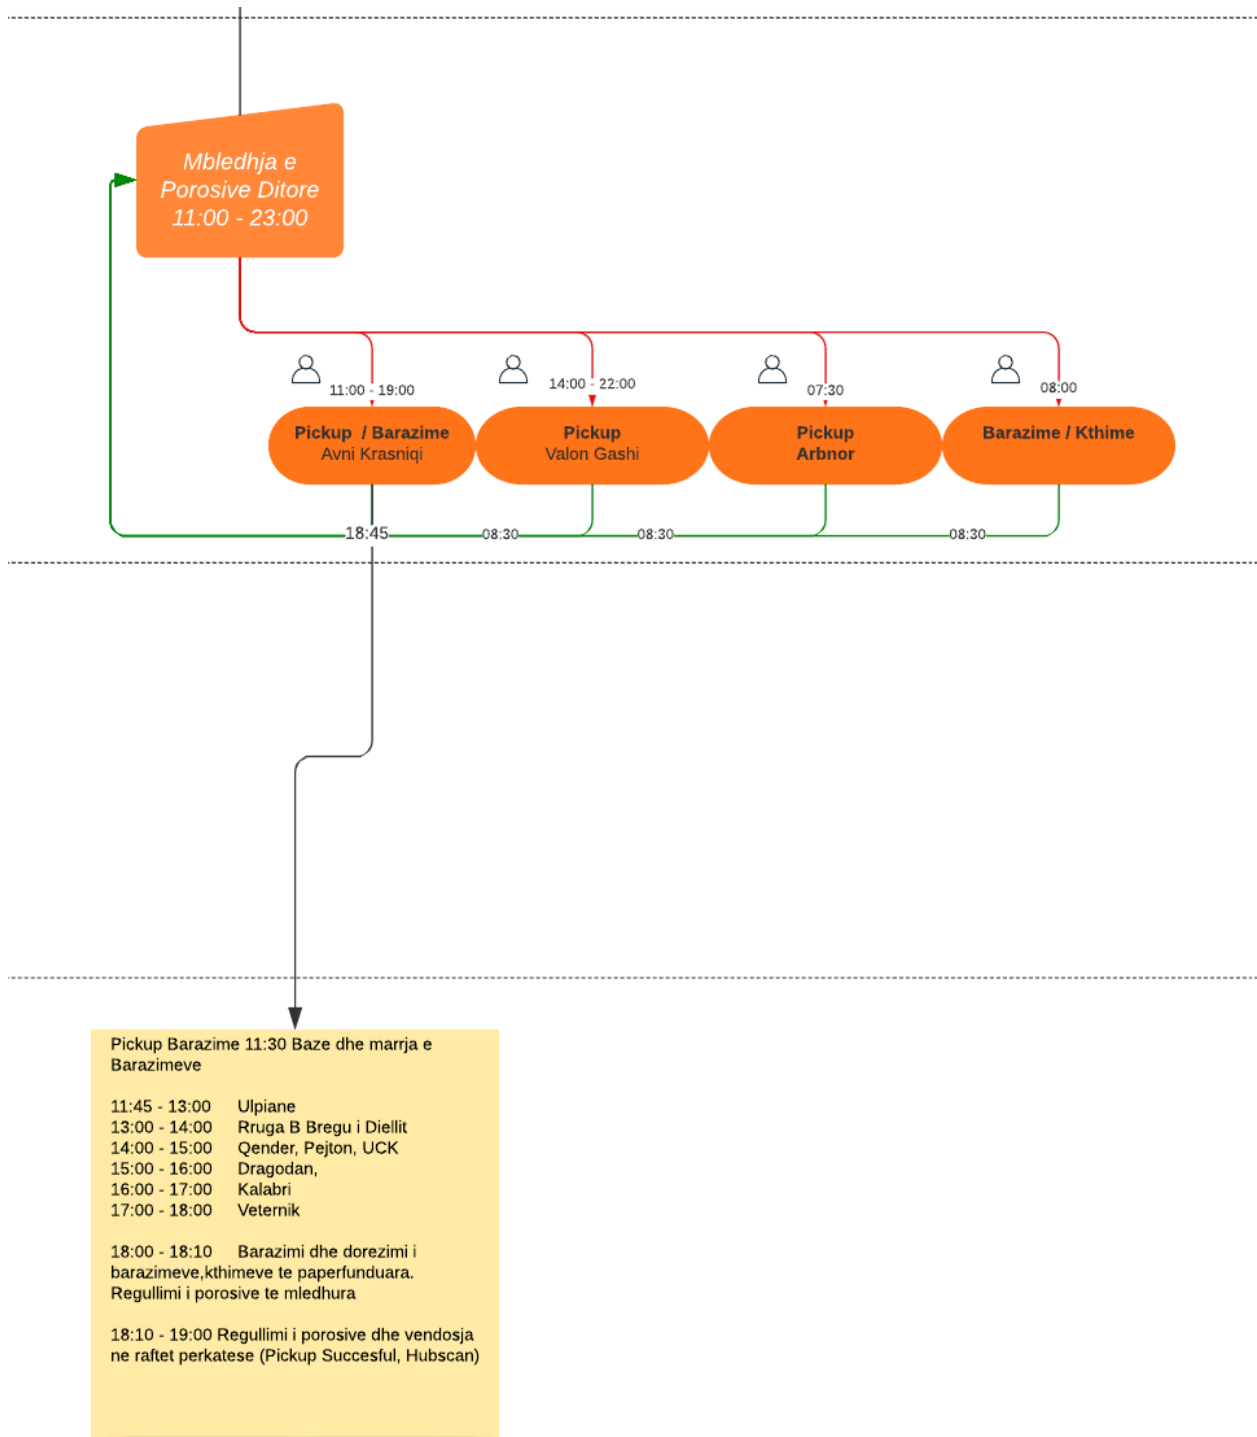 Mbledhja e
Porosive Ditore
11:00 - 23:00
11:00 - 19:00
14:00 - 22:00
07:30
08:00
Pickup / Barazime
Avni Krasniqi
Pickup
Valon Gashi
Pickup
Arbnor
Barazime / Kthime
18:45
08:30
08:30
08:30
Pickup Barazime 11:30 Baze dhe marrja e
Barazimeve
11:45 - 13:00 Ulpiane
13:00 - 14:00 Rruga B Bregu i Diellit
14:00 - 15:00 Qender, Pejton, UCK
15:00 - 16:00 Dragodan,
16:00 - 17:00 Kalabri
17:00 - 18:00 Veternik
18:00 - 18:10 Barazimi dhe dorezimi i
barazimeve,kthimeve te paperfunduara.
Regullimi i porosive te mledhura
18:10 - 19:00 Regullimi i porosive dhe vendosja
ne raftet perkatese (Pickup Succesful, Hubscan)